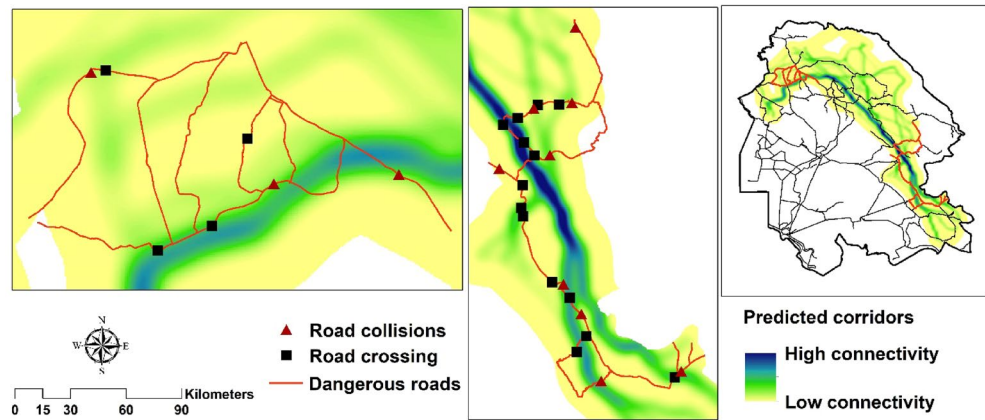 N
W E
S
Kilometers
0 15 30 60 90
Road collisions
Road crossing
Dangerous roads
Predicted corridors
High connectivity
Low connectivity